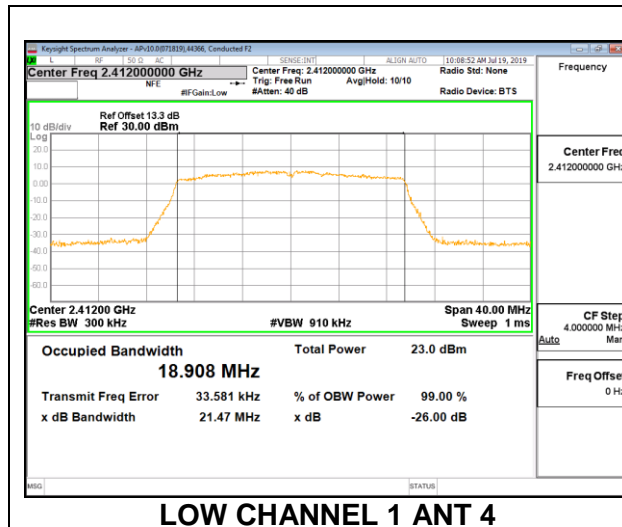 Keysight Spectrum Analyzer - APv10.0(071819),44366, Conducted F2
L RF 50 Ω AC SENSE:INT ALIGN AUTO 10:08:52 AM Jul 19, 2019
Center Freq 2.412000000 GHz
NFE
#IFGain:Low
Center Freq: 2.412000000 GHz
Trig: Free Run Avg|Hold: 10/10
#Atten: 40 dB
Radio Std: None
Radio Device: BTS
Frequency
Ref Offset 13.3 dB
10 dB/div Ref 30.00 dBm
Log
20.0
10.0
0.00
-10.0
-20.0
-30.0
-40.0
-50.0
-60.0
Center 2.41200 GHz Span 40.00 MHz
#Res BW 300 kHz #VBW 910 kHz Sweep 1 ms
Center Freq
2.412000000 GHz
CF Step
4.000000 MHz
Auto Man
Freq Offset
0 Hz
Occupied Bandwidth Total Power 23.0 dBm
18.908 MHz
Transmit Freq Error 33.581 kHz % of OBW Power 99.00 %
x dB Bandwidth 21.47 MHz x dB -26.00 dB
MSG STATUS
LOW CHANNEL 1 ANT 4